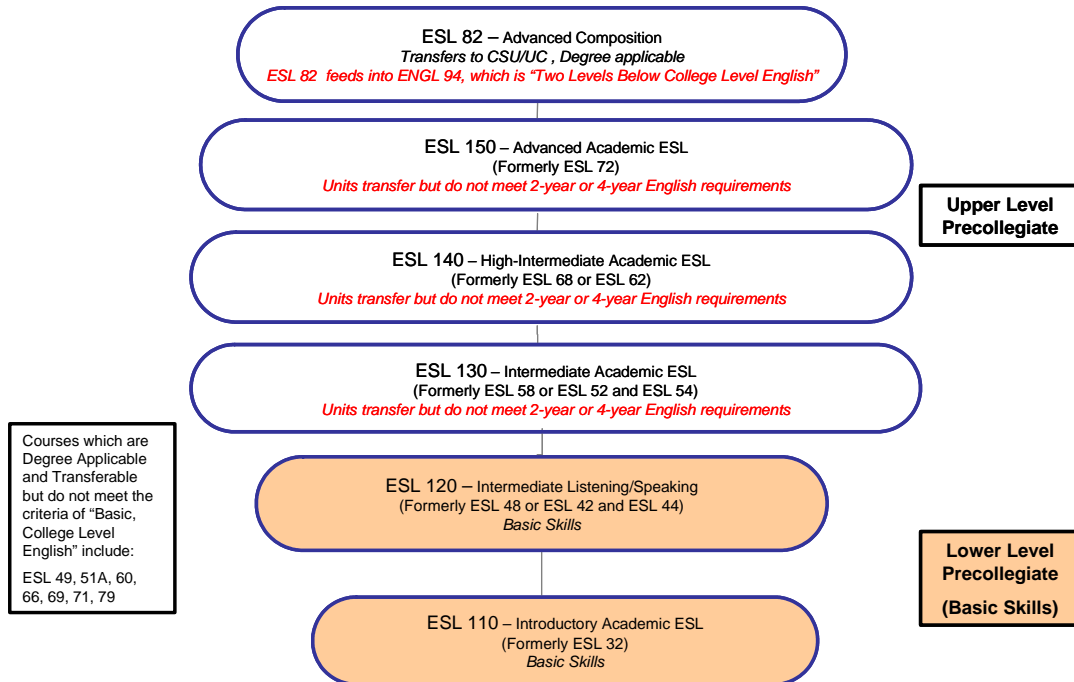 ESL 82 – Advanced Composition
Transfers to CSU/UC , Degree applicable
ESL 82 feeds into ENGL 94, which is “Two Levels Below College Level English”
ESL 150 – Advanced Academic ESL
(Formerly ESL 72)
Units transfer but do not meet 2-year or 4-year English requirements
Upper Level
Precollegiate
ESL 140 – High-Intermediate Academic ESL
(Formerly ESL 68 or ESL 62)
Units transfer but do not meet 2-year or 4-year English requirements
ESL 130 – Intermediate Academic ESL
(Formerly ESL 58 or ESL 52 and ESL 54)
Units transfer but do not meet 2-year or 4-year English requirements
Courses which are
Degree Applicable
and Transferable
but do not meet the
criteria of “Basic,
College Level
English” include:
ESL 49, 51A, 60,
66, 69, 71, 79
ESL 120 – Intermediate Listening/Speaking
(Formerly ESL 48 or ESL 42 and ESL 44)
Basic Skills
Lower Level
Precollegiate
(Basic Skills)
ESL 110 – Introductory Academic ESL
(Formerly ESL 32)
Basic Skills